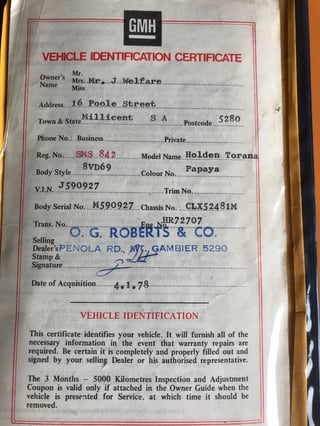 GMH
VEHICLE IDENTIFICATION CERTIFICATE
Mr.
Owner's Mrs. Mr. J Welfare
Name Miss
Address 16 Poole Street
Town & State Millicent S A Postcode 5280
Phone No.: Business Private
Reg. No. SMS 842 Model Name Holden Torana
Body Style 8VD69 Colour No. Papaya
V.I.N. J590927 Trim No.
Body Serial No. M590927 Chassis No. CLX52481M
Trans. No. Eng. No. HR72707
O. G. ROBERTS & CO.
Selling
Dealer's PENOLA RD., MT. GAMBIER 5290
Stamp &
Signature
Date of Acquisition 4.1.78
VEHICLE IDENTIFICATION
This certificate identifies your vehicle. It will furnish all of the
necessary information in the event that warranty repairs are
required. Be certain it is completely and properly filled out and
signed by your selling Dealer or his authorised representative.
The 3 Months – 5000 Kilometres Inspection and Adjustment
Coupon is valid only if attached in the Owner Guide when the
vehicle is presented for Service, at which time it should be
removed.